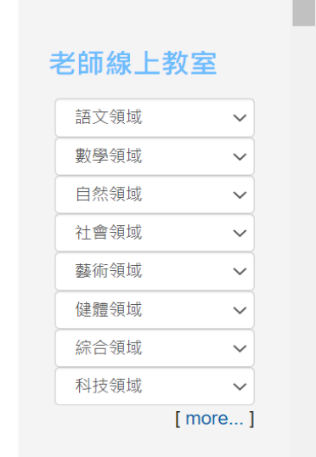 老師線上教室
語文領域
數學領域
自然領域
社會領域
藝術領域
健體領域
綜合領域
科技領域
[ more... ]